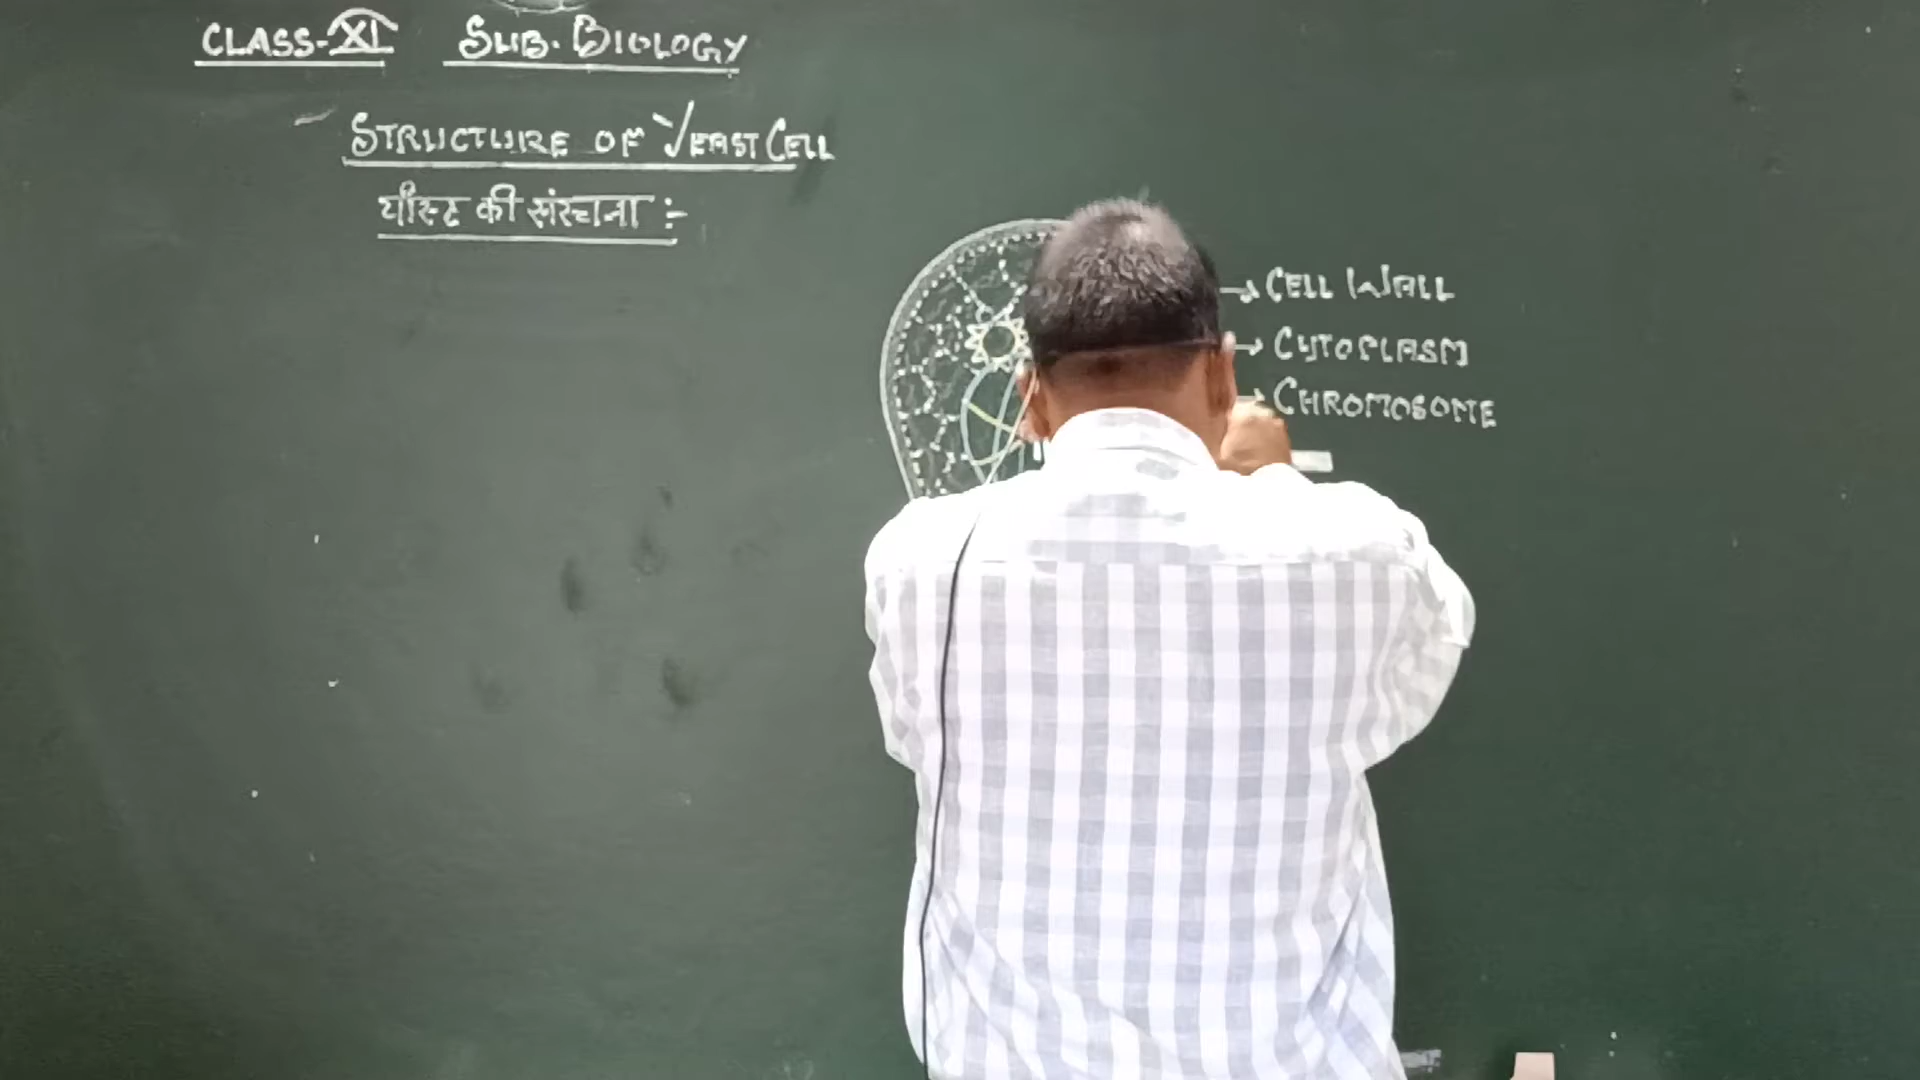 CLASS-XI SUB. BIOLOGY
STRUCTURE OF YEAST CELL
यीस्ट की संरचना :-
→ CELL WALL
→ CYTOPLASM
→ CHROMOSOME